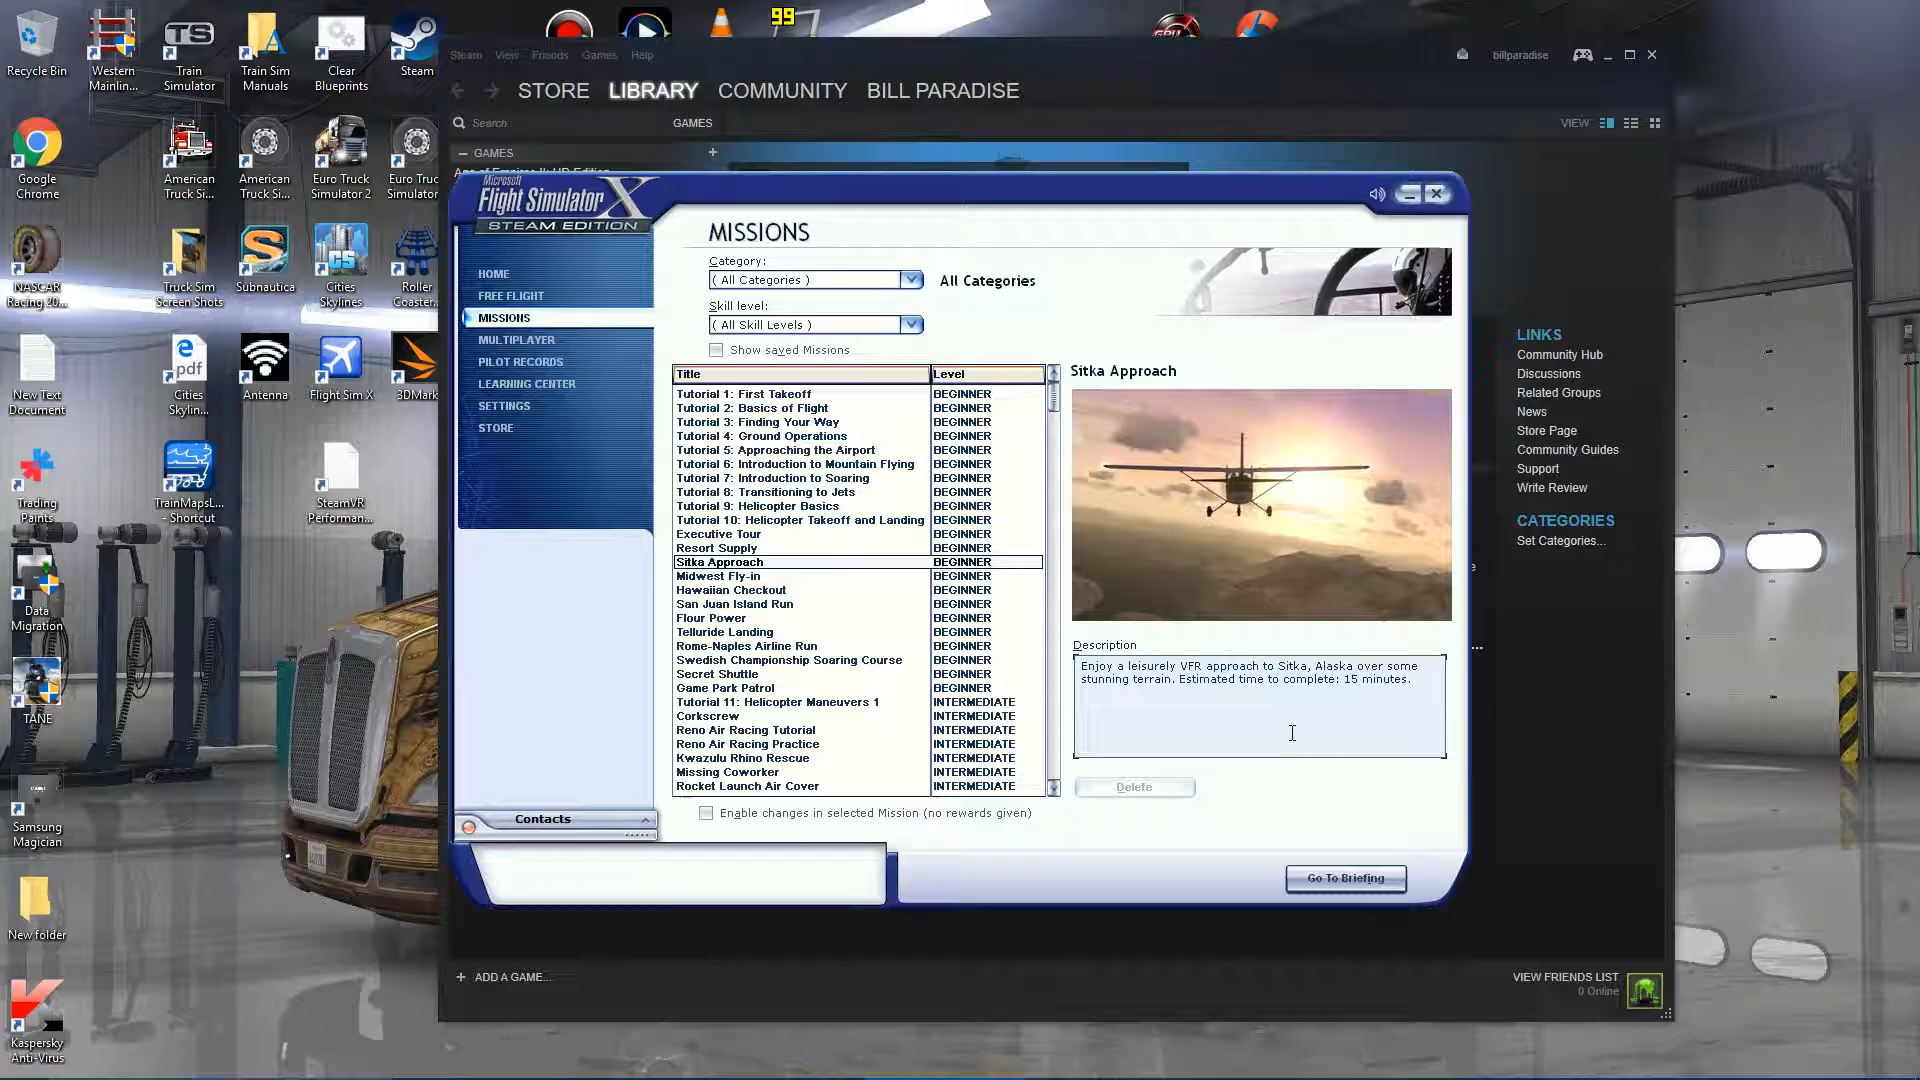 Recycle Bin
Western Mainlin...
Train Simulator
Train Sim Manuals
Clear Blueprints
Steam
Google Chrome
American Truck Si...
American Truck Si...
Euro Truck Simulator 2
Euro Truc
Simulator
NASCAR Racing 20...
Truck Sim Screen Shots
Subnautica
Cities Skylines
Roller Coaster...
New Text Document
Cities Skylin...
Antenna
Flight Sim X
3DMark
Trading Paints
TrainMapsL... - Shortcut
SteamVR Performan...
Data Migration
TANE
Samsung Magician
New folder
Kaspersky Anti-Virus
99
GPU
Steam View Friends Games Help
billparadise
STORE LIBRARY COMMUNITY BILL PARADISE
Search
GAMES
VIEW
GAMES
Microsoft
Flight Simulator X
STEAM EDITION
HOME
FREE FLIGHT
MISSIONS
MULTIPLAYER
PILOT RECORDS
LEARNING CENTER
SETTINGS
STORE
Contacts
MISSIONS
Category:
( All Categories )
All Categories
Skill level:
( All Skill Levels )
Show saved Missions
Title Level
Tutorial 1: First Takeoff BEGINNER
Tutorial 2: Basics of Flight BEGINNER
Tutorial 3: Finding Your Way BEGINNER
Tutorial 4: Ground Operations BEGINNER
Tutorial 5: Approaching the Airport BEGINNER
Tutorial 6: Introduction to Mountain Flying BEGINNER
Tutorial 7: Introduction to Soaring BEGINNER
Tutorial 8: Transitioning to Jets BEGINNER
Tutorial 9: Helicopter Basics BEGINNER
Tutorial 10: Helicopter Takeoff and Landing BEGINNER
Executive Tour BEGINNER
Resort Supply BEGINNER
Sitka Approach BEGINNER
Midwest Fly-in BEGINNER
Hawaiian Checkout BEGINNER
San Juan Island Run BEGINNER
Flour Power BEGINNER
Telluride Landing BEGINNER
Rome-Naples Airline Run BEGINNER
Swedish Championship Soaring Course BEGINNER
Secret Shuttle BEGINNER
Game Park Patrol BEGINNER
Tutorial 11: Helicopter Maneuvers 1 INTERMEDIATE
Corkscrew INTERMEDIATE
Reno Air Racing Tutorial INTERMEDIATE
Reno Air Racing Practice INTERMEDIATE
Kwazulu Rhino Rescue INTERMEDIATE
Missing Coworker INTERMEDIATE
Rocket Launch Air Cover INTERMEDIATE
Enable changes in selected Mission (no rewards given)
Sitka Approach
Description
Enjoy a leisurely VFR approach to Sitka, Alaska over some
stunning terrain. Estimated time to complete: 15 minutes.
Delete
Go To Briefing
LINKS
Community Hub
Discussions
Related Groups
News
Store Page
Community Guides
Support
Write Review
CATEGORIES
Set Categories...
ADD A GAME...
VIEW FRIENDS LIST
0 Online